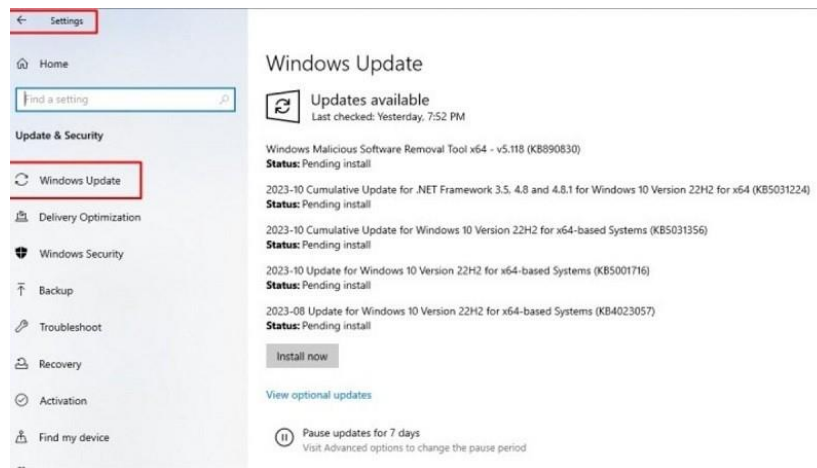 Settings
Home
Find a setting
Update & Security
Windows Update
Delivery Optimization
Windows Security
Backup
Troubleshoot
Recovery
Activation
Find my device
Windows Update
Updates available
Last checked: Yesterday, 7:52 PM
Windows Malicious Software Removal Tool x64 - v5.118 (KB890830)
Status: Pending install
2023-10 Cumulative Update for .NET Framework 3.5, 4.8 and 4.8.1 for Windows 10 Version 22H2 for x64 (KB5031224)
Status: Pending install
2023-10 Cumulative Update for Windows 10 Version 22H2 for x64-based Systems (KB5031356)
Status: Pending install
2023-10 Update for Windows 10 Version 22H2 for x64-based Systems (KB5001716)
Status: Pending install
2023-08 Update for Windows 10 Version 22H2 for x64-based Systems (KB4023057)
Status: Pending install
Install now
View optional updates
Pause updates for 7 days
Visit Advanced options to change the pause period